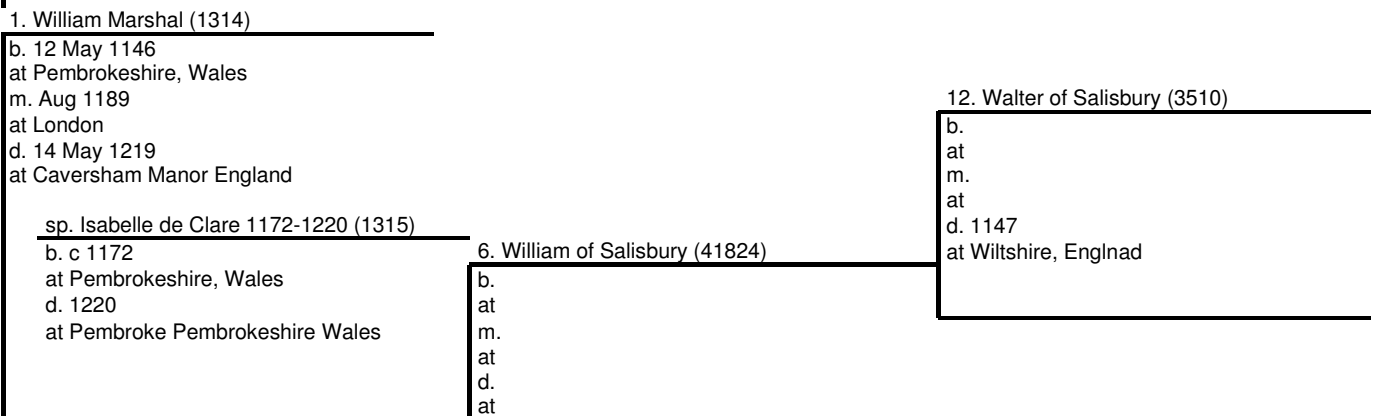 1. William Marshal (1314)
b. 12 May 1146
at Pembrokeshire, Wales
m. Aug 1189
at London
d. 14 May 1219
at Caversham Manor England
sp. Isabelle de Clare 1172-1220 (1315)
b. c 1172
at Pembrokeshire, Wales
d. 1220
at Pembroke Pembrokeshire Wales
6. William of Salisbury (41824)
b.
at
m.
at
d.
at
12. Walter of Salisbury (3510)
b.
at
m.
at
d. 1147
at Wiltshire, Englnad